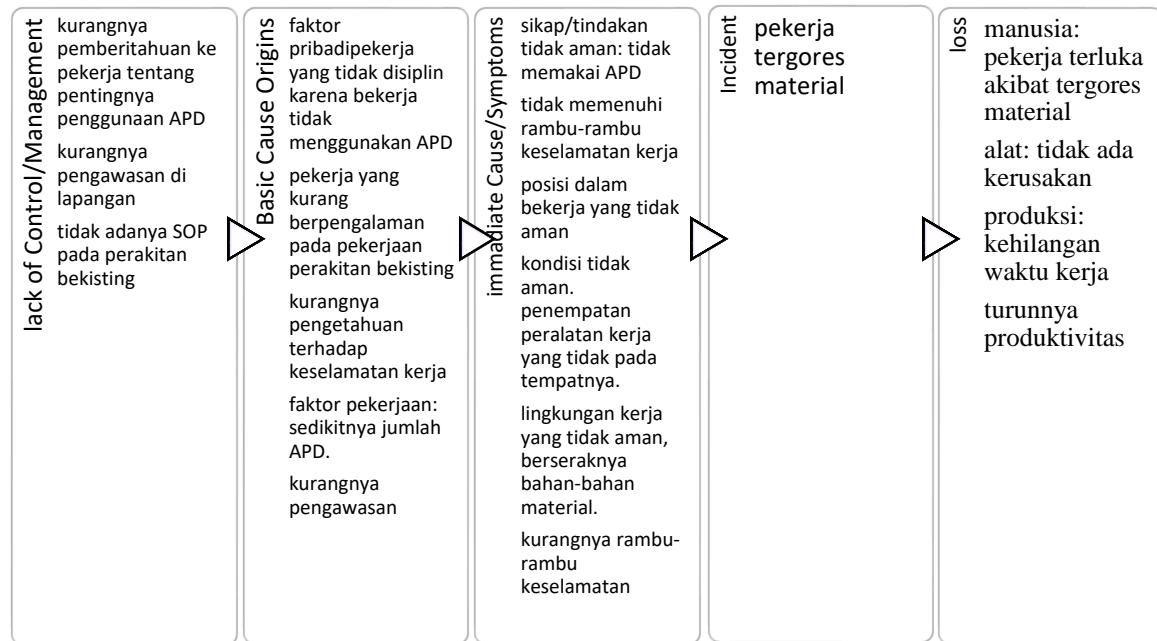 lack of Control/Management
kurangnya
pemberitahuan ke
pekerja tentang
pentingnya
penggunaan APD
kurangnya
pengawasan di
lapangan
tidak adanya SOP
pada perakitan
bekisting
Basic Cause Origins
faktor
pribadipekerja
yang tidak disiplin
karena bekerja
tidak
menggunakan APD
pekerja yang
kurang
berpengalaman
pada pekerjaan
perakitan bekisting
kurangnya
pengetahuan
terhadap
keselamatan kerja
faktor pekerjaan:
sedikitnya jumlah
APD.
kurangnya
pengawasan
immadiate Cause/Symptoms
sikap/tindakan
tidak aman: tidak
memakai APD
tidak memenuhi
rambu-rambu
keselamatan kerja
posisi dalam
bekerja yang tidak
aman
kondisi tidak
aman.
penempatan
peralatan kerja
yang tidak pada
tempatnya.
lingkungan kerja
yang tidak aman,
berseraknya
bahan-bahan
material.
kurangnya rambu-
rambu
keselamatan
Incident
pekerja
tergores
material
loss
manusia:
pekerja terluka
akibat tergores
material
alat: tidak ada
kerusakan
produksi:
kehilangan
waktu kerja
turunnya
produktivitas